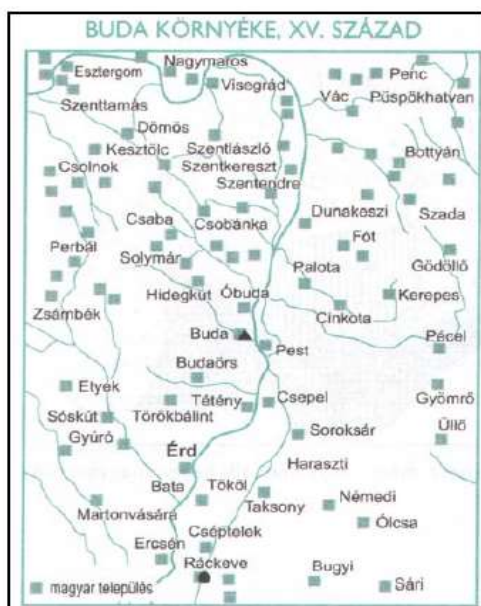 BUDA KÖRNYÉKE, XV. SZÁZAD
Nagymaros
Esztergom
Visegrád
Penc
Vác
Püspökhatvan
Szenttamás
Dömös
Kesztölc
Szentlászló
Bottyán
Csolnok
Szentkereszt
Szentendre
Dunakeszi
Szada
Csaba
Csobánka
Perbál
Fót
Solymár
Palota
Gödöllő
Hidegkút
Óbuda
Kerepes
Zsámbék
Cinkota
Buda
Pest
Pécel
Budaörs
Etyek
Tétény
Csepel
Gyömrő
Sóskút
Törökbálint
Soroksár
Üllő
Gyúró
Érd
Haraszti
Bata
Tököl
Taksony
Némedi
Martonvására
Ócsa
Cséptelek
Ercsén
Ráckeve
Bugyi
Sári
magyar település